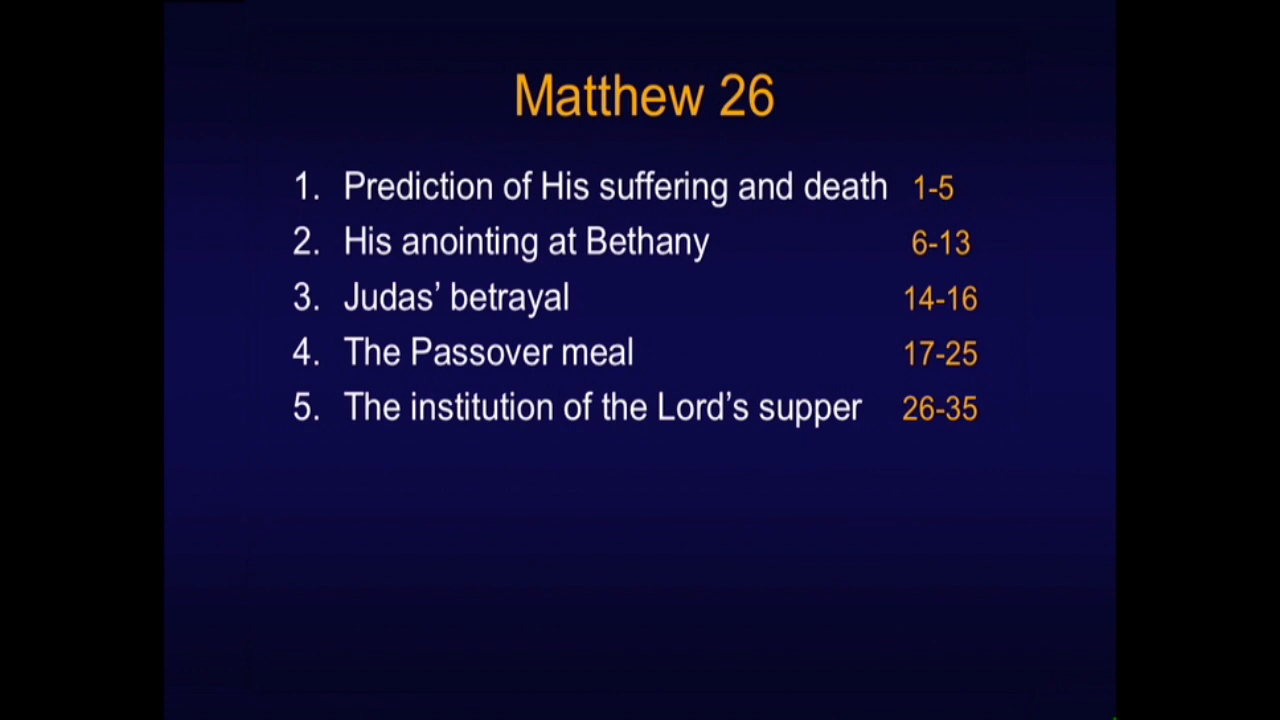 Matthew 26
1. Prediction of His suffering and death 1-5
2. His anointing at Bethany 6-13
3. Judas’ betrayal 14-16
4. The Passover meal 17-25
5. The institution of the Lord’s supper 26-35